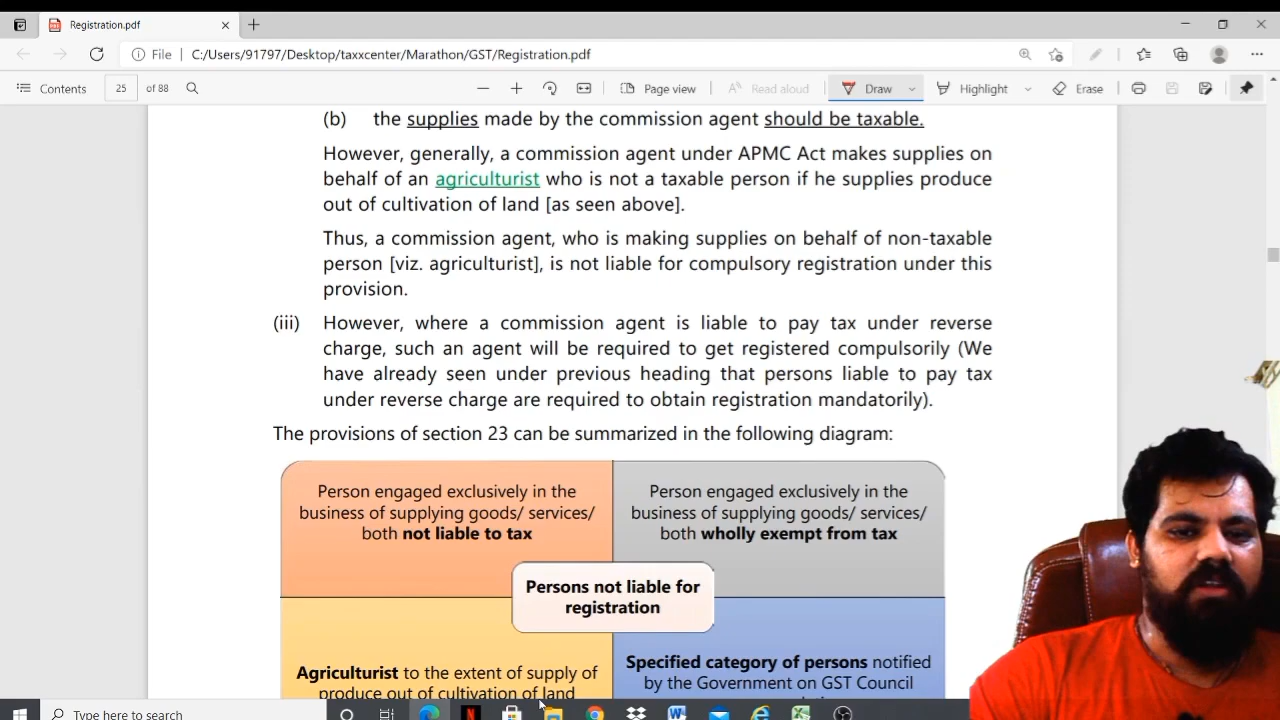 Registration.pdf
File C:/Users/91797/Desktop/taxxcenter/Marathon/GST/Registration.pdf
Contents 25 of 88 Page view Read aloud Draw Highlight Erase
(b) the supplies made by the commission agent should be taxable.
However, generally, a commission agent under APMC Act makes supplies on
behalf of an agriculturist who is not a taxable person if he supplies produce
out of cultivation of land [as seen above].
Thus, a commission agent, who is making supplies on behalf of non-taxable
person [viz. agriculturist], is not liable for compulsory registration under this
provision.
(iii) However, where a commission agent is liable to pay tax under reverse
charge, such an agent will be required to get registered compulsorily (We
have already seen under previous heading that persons liable to pay tax
under reverse charge are required to obtain registration mandatorily).
The provisions of section 23 can be summarized in the following diagram:
Person engaged exclusively in the
business of supplying goods/ services/
both not liable to tax
Person engaged exclusively in the
business of supplying goods/ services/
both wholly exempt from tax
Persons not liable for
registration
Agriculturist to the extent of supply of
produce out of cultivation of land
Specified category of persons notified
by the Government on GST Council
Type here to search